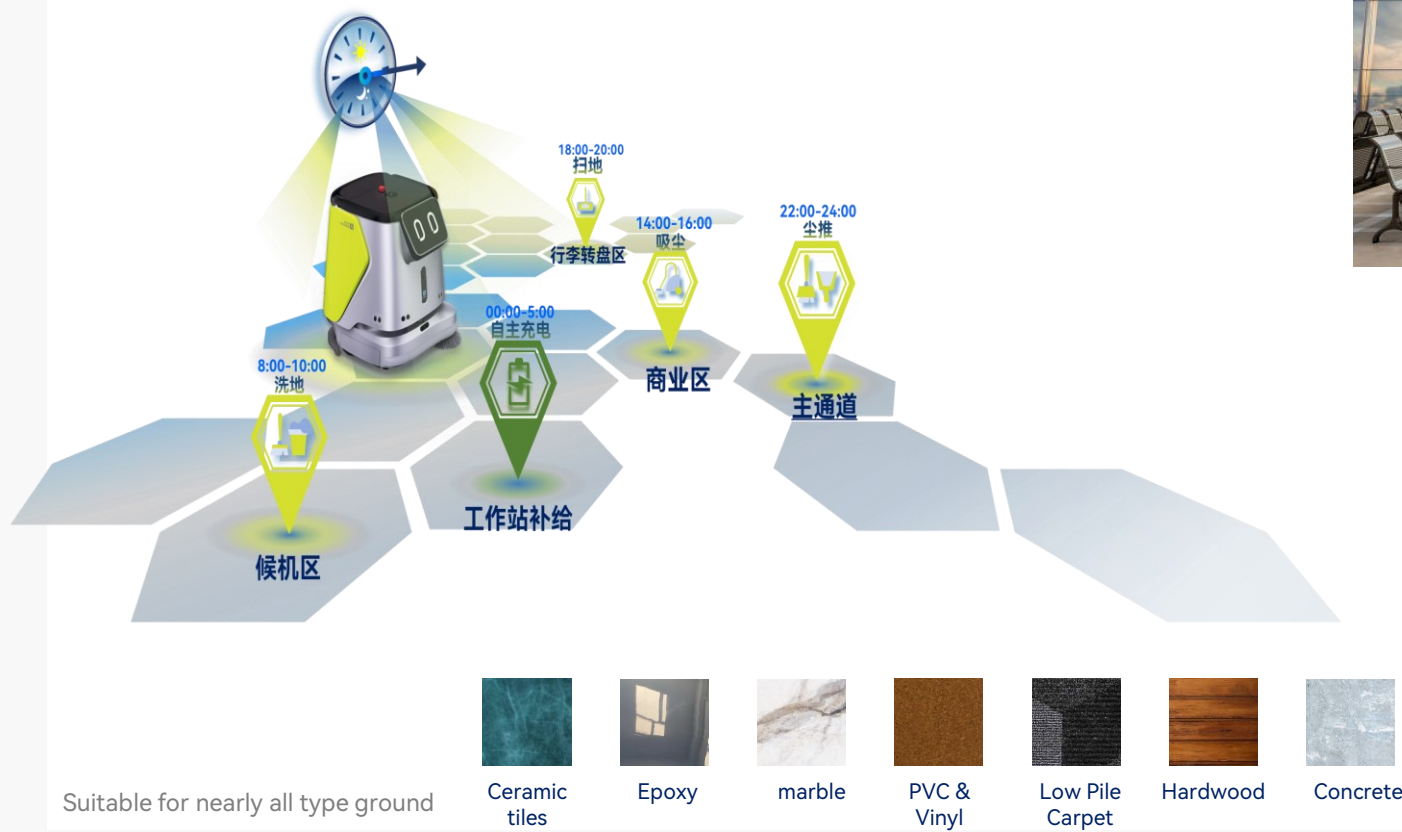 18:00-20:00
扫地
行李转盘区
14:00-16:00
吸尘
商业区
22:00-24:00
尘推
主通道
00:00-5:00
自主充电
工作站补给
8:00-10:00
洗地
候机区
Suitable for nearly all type ground
Ceramic
tiles
Epoxy
marble
PVC &
Vinyl
Low Pile
Carpet
Hardwood
Concrete